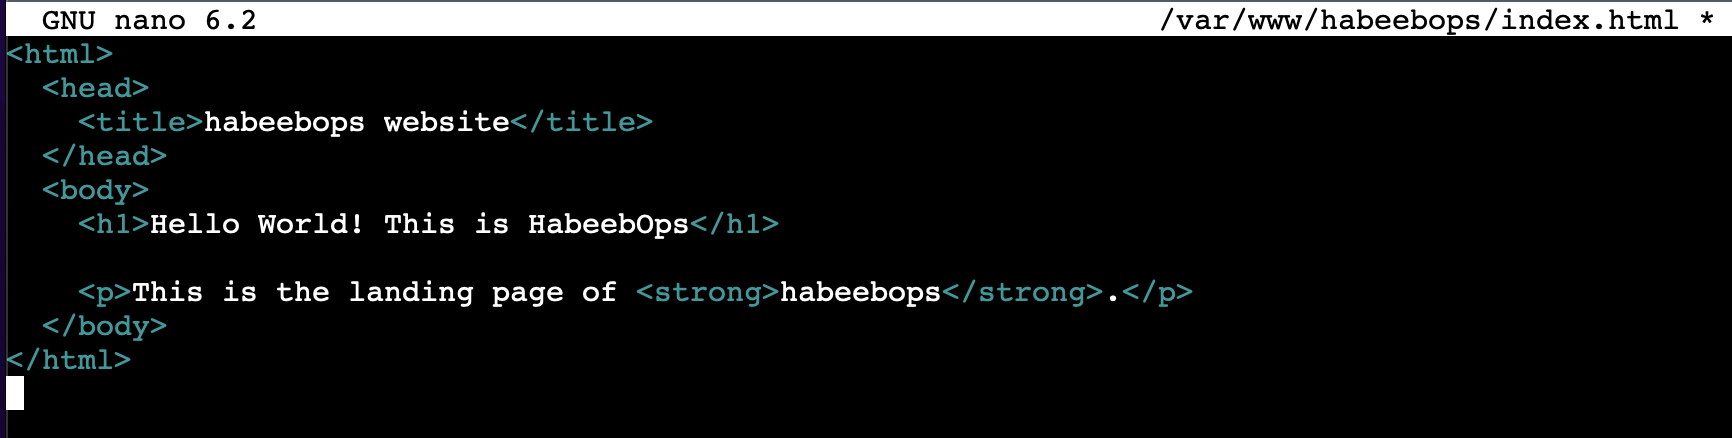 GNU nano 6.2 /var/www/habeebops/index.html *
<html>
  <head>
    <title>habeebops website</title>
  </head>
  <body>
    <h1>Hello World! This is HabeebOps</h1>

    <p>This is the landing page of <strong>habeebops</strong>.</p>
  </body>
</html>